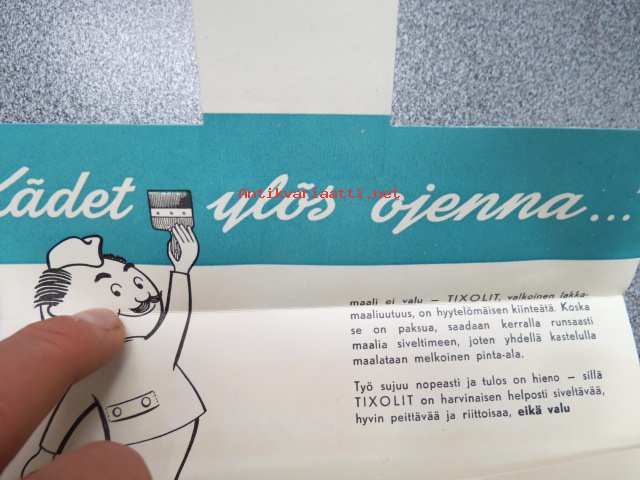 Kädet ylös ojenna...
Antikvariaatti.net
maali ei valu — TIXOLIT, valkoinen lakka-
maaliuutuus, on hyytelömäisen kiinteätä. Koska
se on paksua, saadaan kerralla runsaasti
maalia siveltimeen, joten yhdellä kastelulla
maalataan melkoinen pinta-ala.
Työ sujuu nopeasti ja tulos on hieno — sillä
TIXOLIT on harvinaisen helposti siveltävää,
hyvin peittävää ja riittoisaa, eikä valu